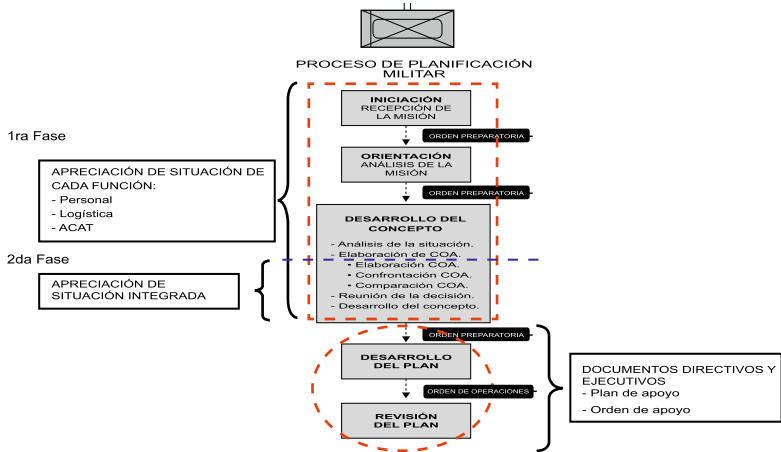 PROCESO DE PLANIFICACIÓN
MILITAR
INICIACIÓN
RECEPCIÓN DE
LA MISIÓN
1ra Fase
ORDEN PREPARATORIA
ORIENTACIÓN
ANÁLISIS DE LA
MISIÓN
APRECIACIÓN DE SITUACIÓN DE
CADA FUNCIÓN:
- Personal
- Logística
- ACAT
ORDEN PREPARATORIA
DESARROLLO DEL
CONCEPTO
- Análisis de la situación.
- Elaboración de COA.
• Elaboración COA.
• Confrontación COA.
• Comparación COA.
- Reunión de la decisión.
- Desarrollo del concepto.
2da Fase
APRECIACIÓN DE
SITUACIÓN INTEGRADA
ORDEN PREPARATORIA
DESARROLLO
DEL PLAN
ORDEN DE OPERACIONES
REVISIÓN
DEL PLAN
DOCUMENTOS DIRECTIVOS Y
EJECUTIVOS
- Plan de apoyo
- Orden de apoyo